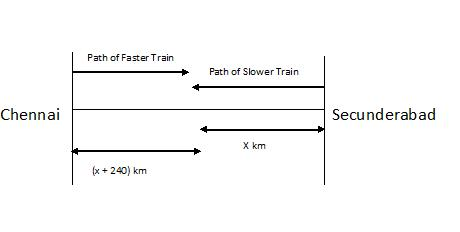 Path of Faster Train
Path of Slower Train
Chennai
Secunderabad
X km
(x + 240) km